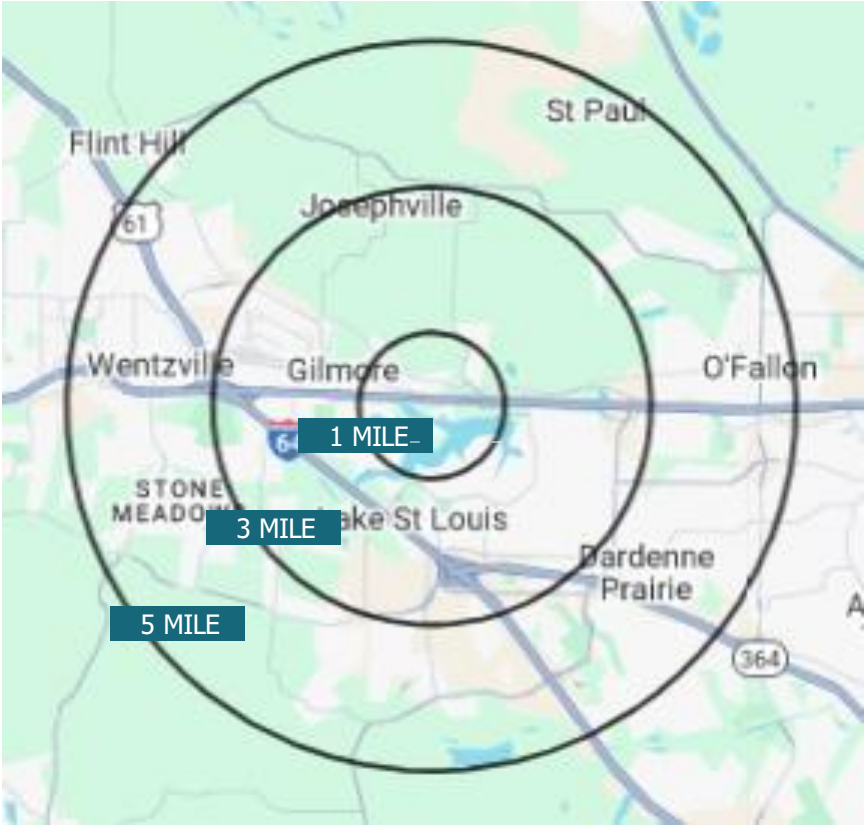 St Paul
Flint Hill
Josephville
61
Wentzville
Gilmore
O'Fallon
1 MILE
64
STONE
MEADOWS
3 MILE
Lake St Louis
Dardenne
Prairie
5 MILE
364